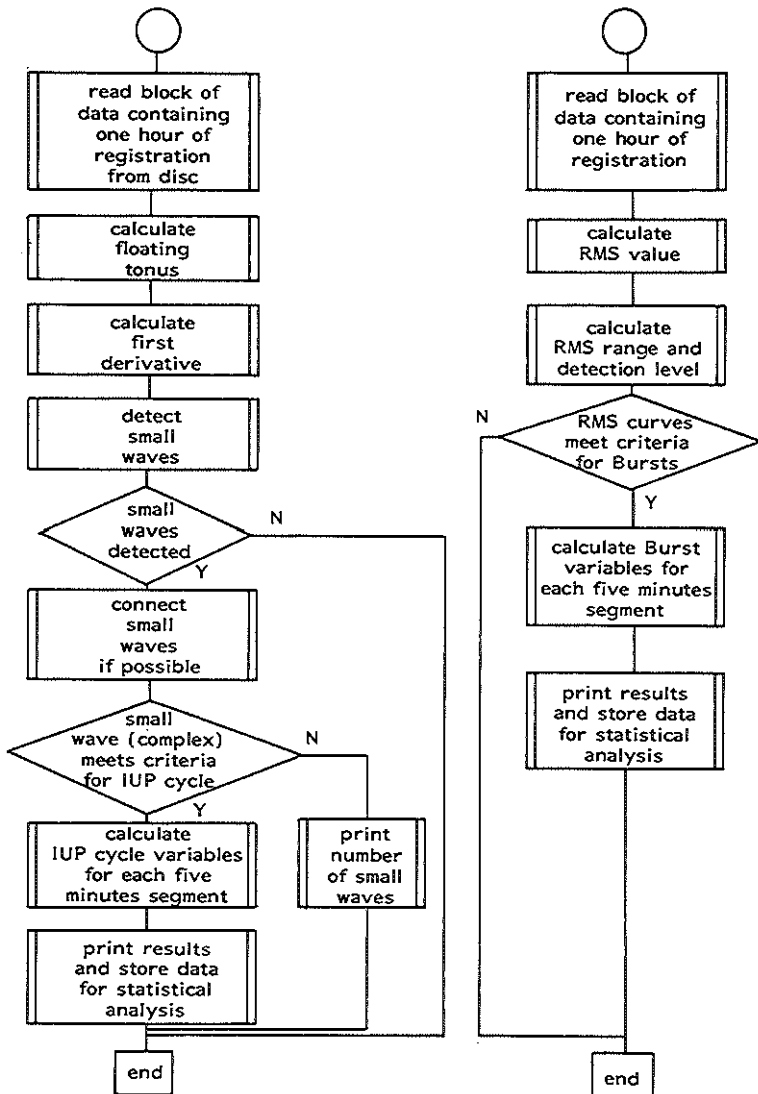 read block of
data containing
one hour of
registration
from disc
calculate
floating
tonus
calculate
first
derivative
detect
small
waves
small
waves
detected
N
Y
connect
small
waves
if possible
small
wave (complex)
meets criteria
for IUP cycle
N
Y
calculate
IUP cycle variables
for each five
minutes segment
print
number
of small
waves
print results
and store data
for statistical
analysis
end
read block of
data containing
one hour of
registration
calculate
RMS value
calculate
RMS range and
detection level
N
RMS curves
meet criteria
for Bursts
Y
calculate Burst
variables for
each five minutes
segment
print results
and store data
for statistical
analysis
end